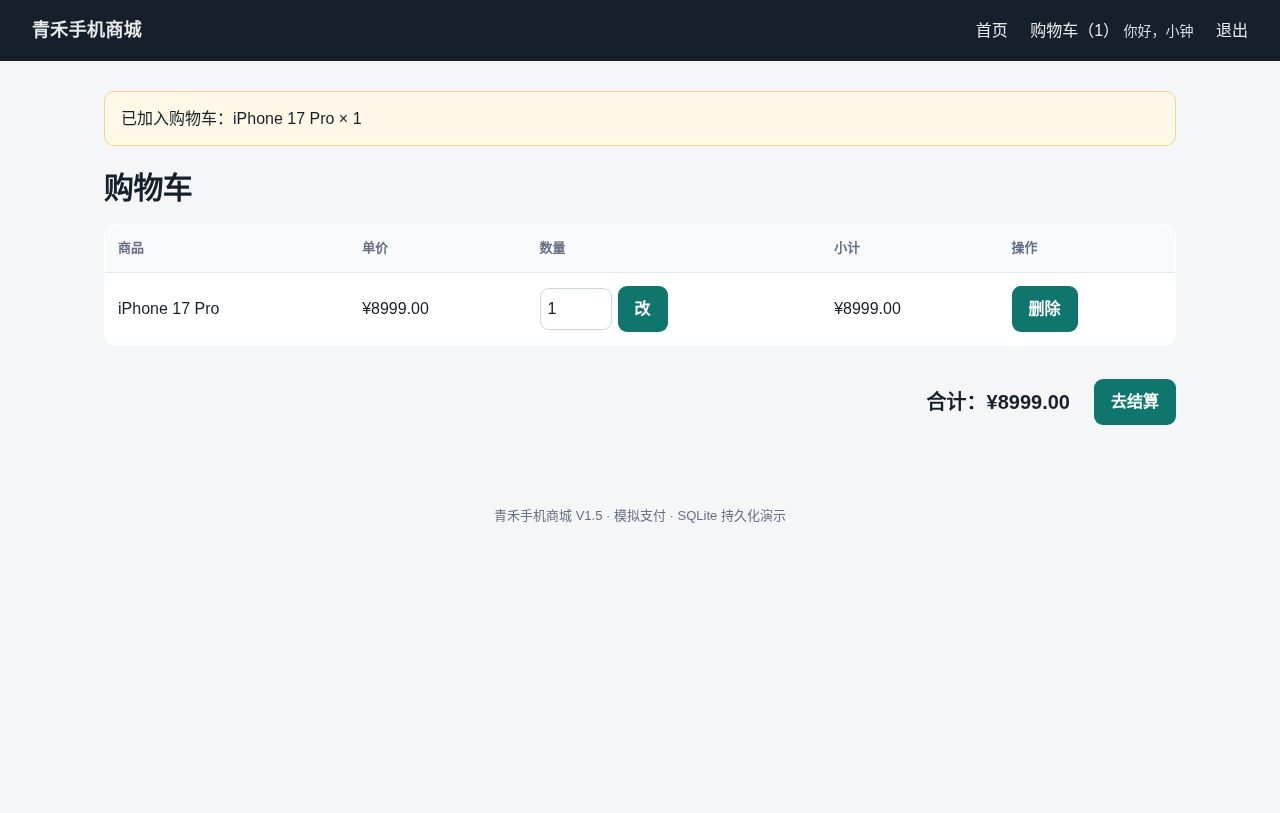 青禾手机商城
首页 购物车（1） 你好，小钟 退出
已加入购物车：iPhone 17 Pro × 1
购物车
商品 单价 数量 小计 操作
iPhone 17 Pro ¥8999.00 1 改 ¥8999.00 删除
合计：¥8999.00 去结算
青禾手机商城 V1.5 · 模拟支付 · SQLite 持久化演示